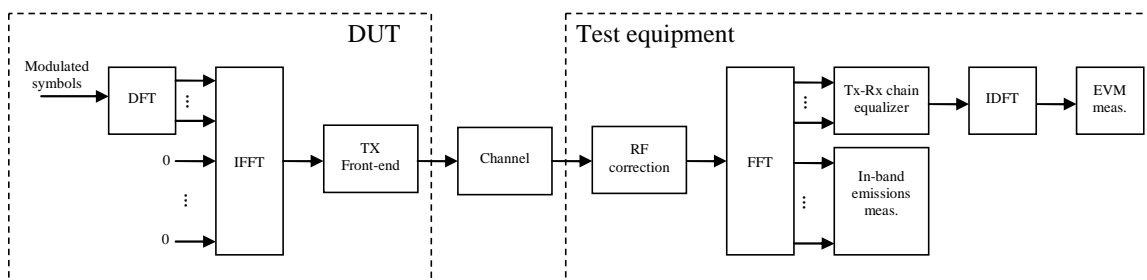 DUT
Test equipment
Modulated
symbols
DFT
...
0
...
0
IFFT
TX
Front-end
Channel
RF
correction
FFT
...
...
Tx-Rx chain
equalizer
In-band
emissions
meas.
IDFT
EVM
meas.